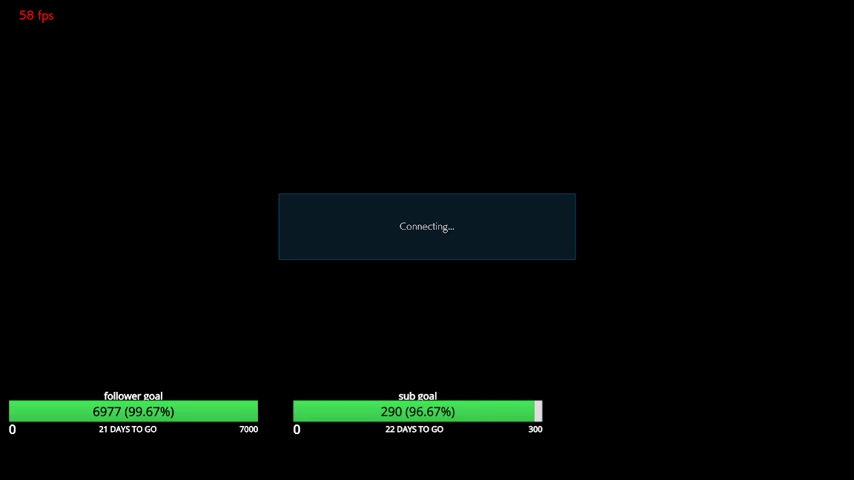 58 fps
Connecting...
follower goal
6977 (99.67%)
0
21 DAYS TO GO
7000
sub goal
290 (96.67%)
0
22 DAYS TO GO
300